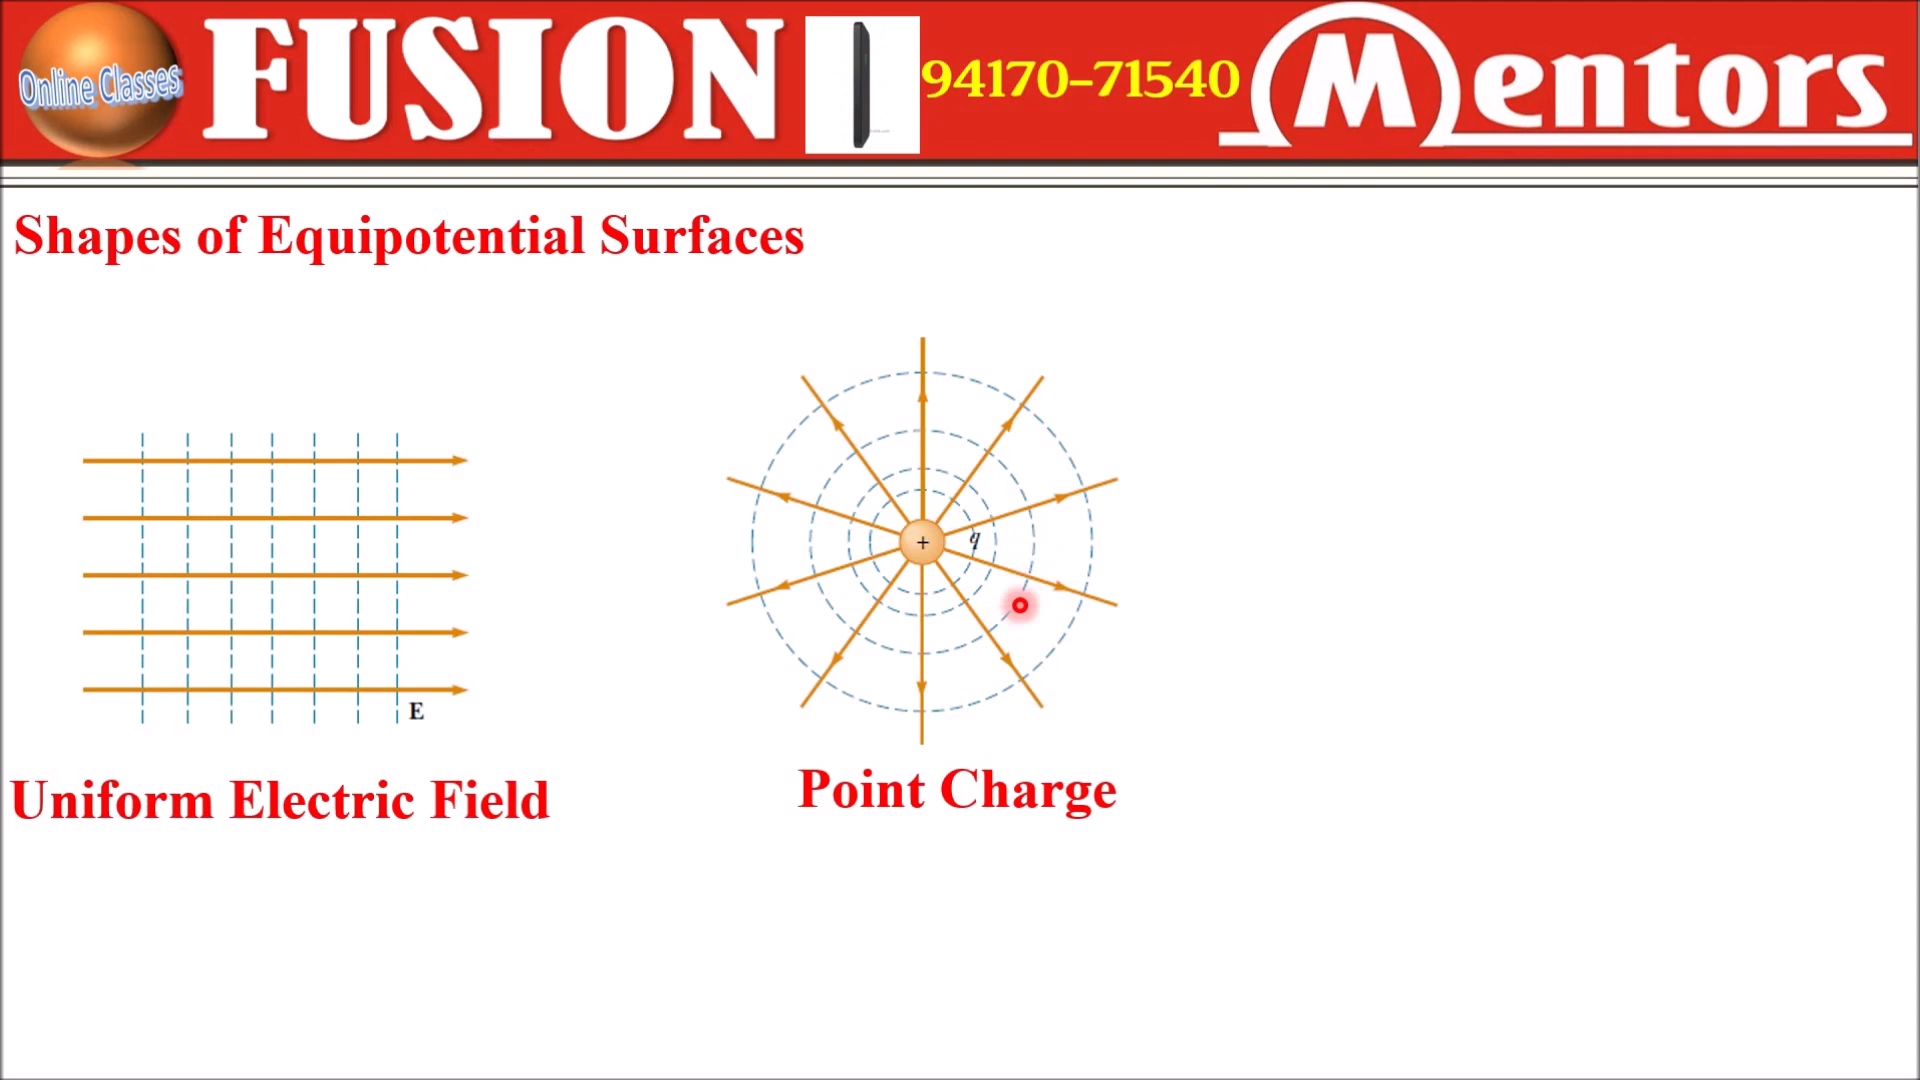 Online Classes
FUSION
94170-71540
Mentors
Shapes of Equipotential Surfaces
+
q
E
Uniform Electric Field
Point Charge